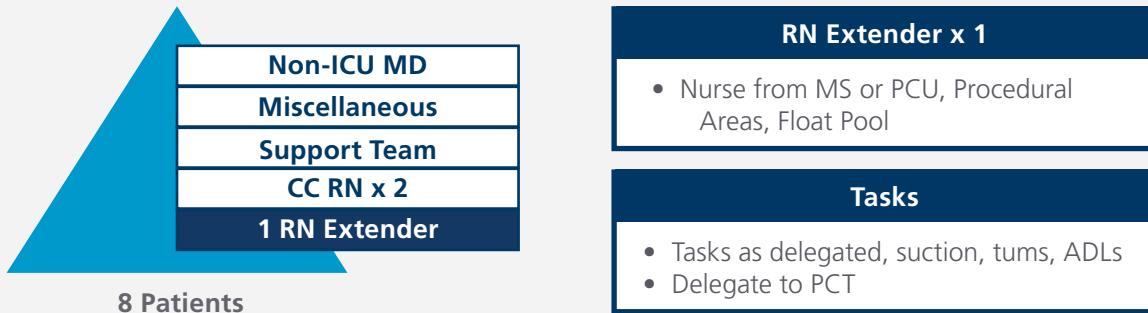 Non-ICU MD
Miscellaneous
Support Team
CC RN x 2
1 RN Extender
8 Patients
RN Extender x 1
• Nurse from MS or PCU, Procedural
Areas, Float Pool
Tasks
• Tasks as delegated, suction, tums, ADLs
• Delegate to PCT